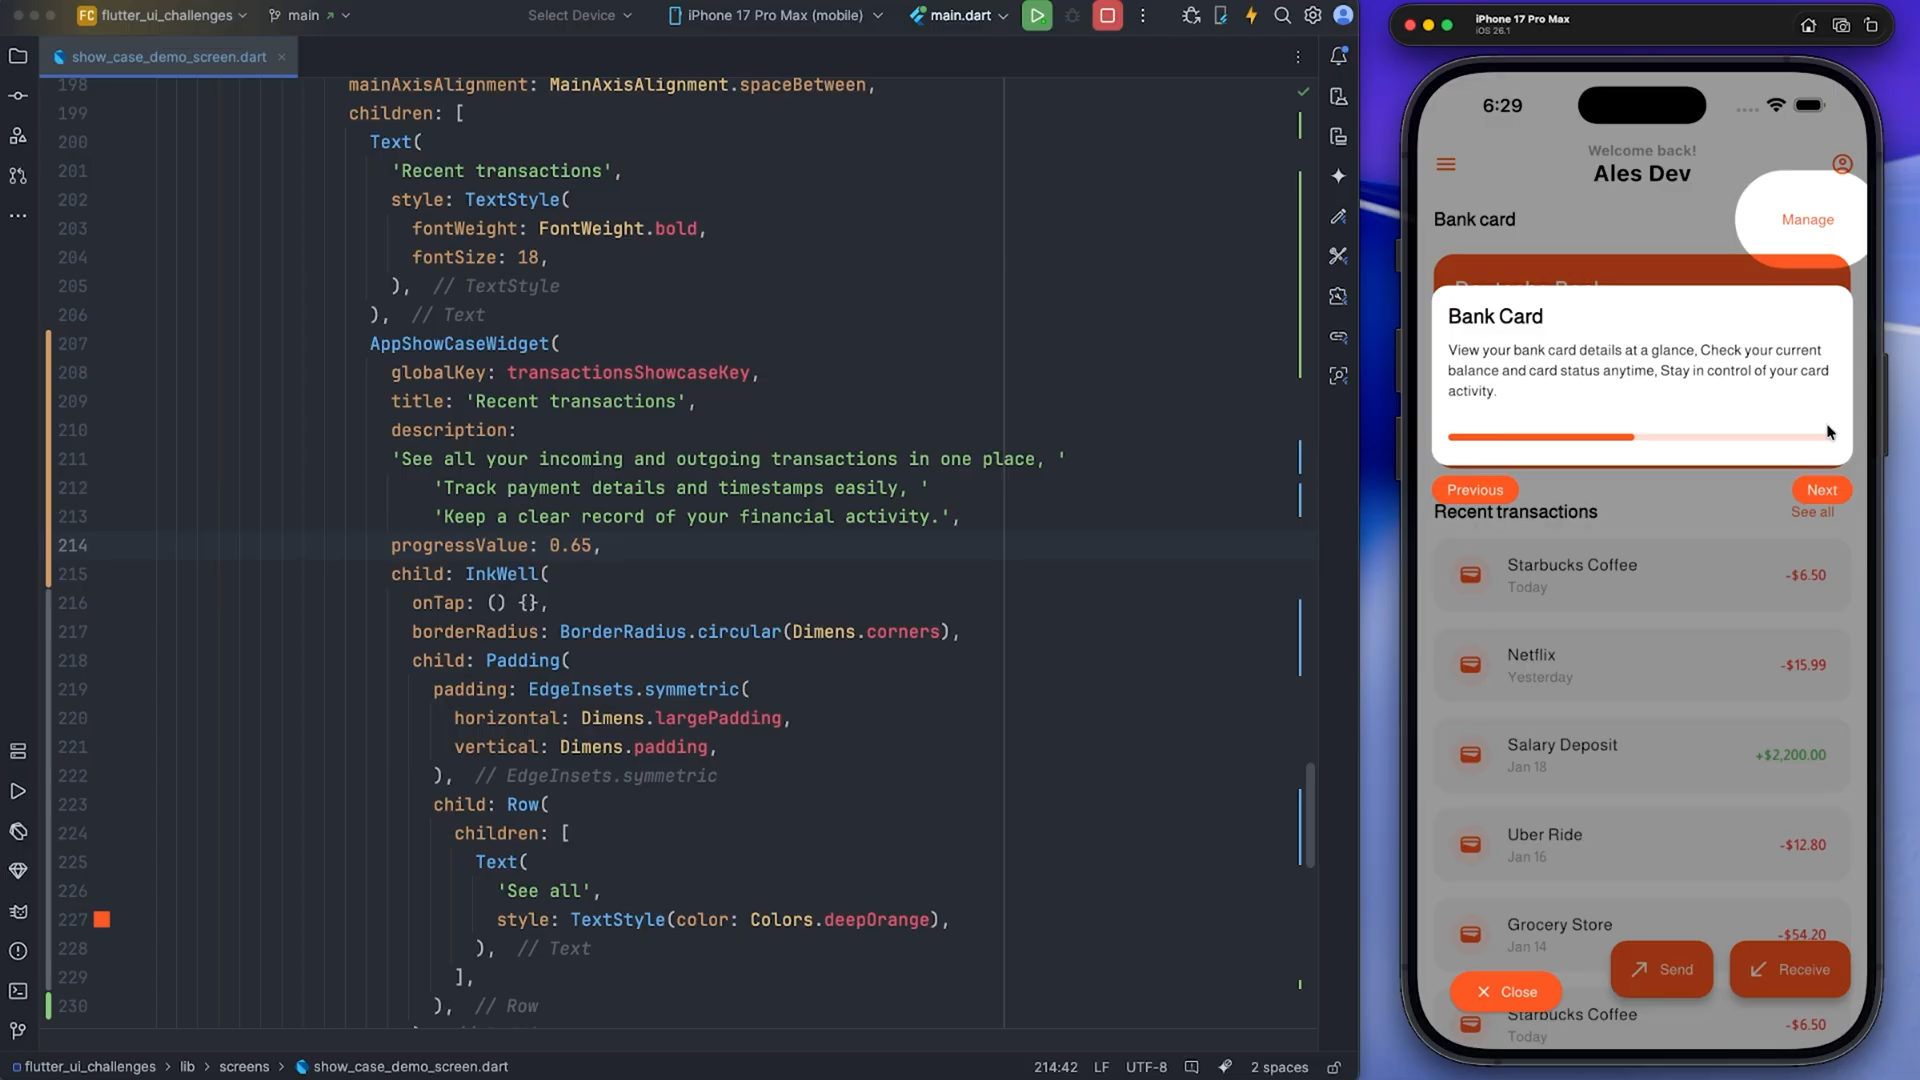 FC flutter_ui_challenges
main
Select Device
iPhone 17 Pro Max (mobile)
main.dart
show_case_demo_screen.dart
198 mainAxisAlignment: MainAxisAlignment.spaceBetween,
199 children: [
200 Text(
201 'Recent transactions',
202 style: TextStyle(
203 fontWeight: FontWeight.bold,
204 fontSize: 18,
205 ), // TextStyle
206 ), // Text
207 AppShowCaseWidget(
208 globalKey: transactionsShowcaseKey,
209 title: 'Recent transactions',
210 description:
211 'See all your incoming and outgoing transactions in one place, '
212 'Track payment details and timestamps easily, '
213 'Keep a clear record of your financial activity.',
214 progressValue: 0.65,
215 child: InkWell(
216 onTap: () {},
217 borderRadius: BorderRadius.circular(Dimens.corners),
218 child: Padding(
219 padding: EdgeInsets.symmetric(
220 horizontal: Dimens.largePadding,
221 vertical: Dimens.padding,
222 ), // EdgeInsets.symmetric
223 child: Row(
224 children: [
225 Text(
226 'See all',
227 style: TextStyle(color: Colors.deepOrange),
228 ), // Text
229 ],
230 ), // Row
flutter_ui_challenges > lib > screens > show_case_demo_screen.dart
214:42 LF UTF-8 2 spaces
iPhone 17 Pro Max
iOS 26.1
6:29
Welcome back!
Ales Dev
Bank card
Manage
Bank Card
View your bank card details at a glance, Check your current
balance and card status anytime, Stay in control of your card
activity.
Previous
Next
Recent transactions
See all
Starbucks Coffee
Today
-$6.50
Netflix
Yesterday
-$15.99
Salary Deposit
Jan 18
+$2,200.00
Uber Ride
Jan 16
-$12.80
Grocery Store
Jan 14
-$54.20
Send
Receive
Close
Starbucks Coffee
Today
-$6.50